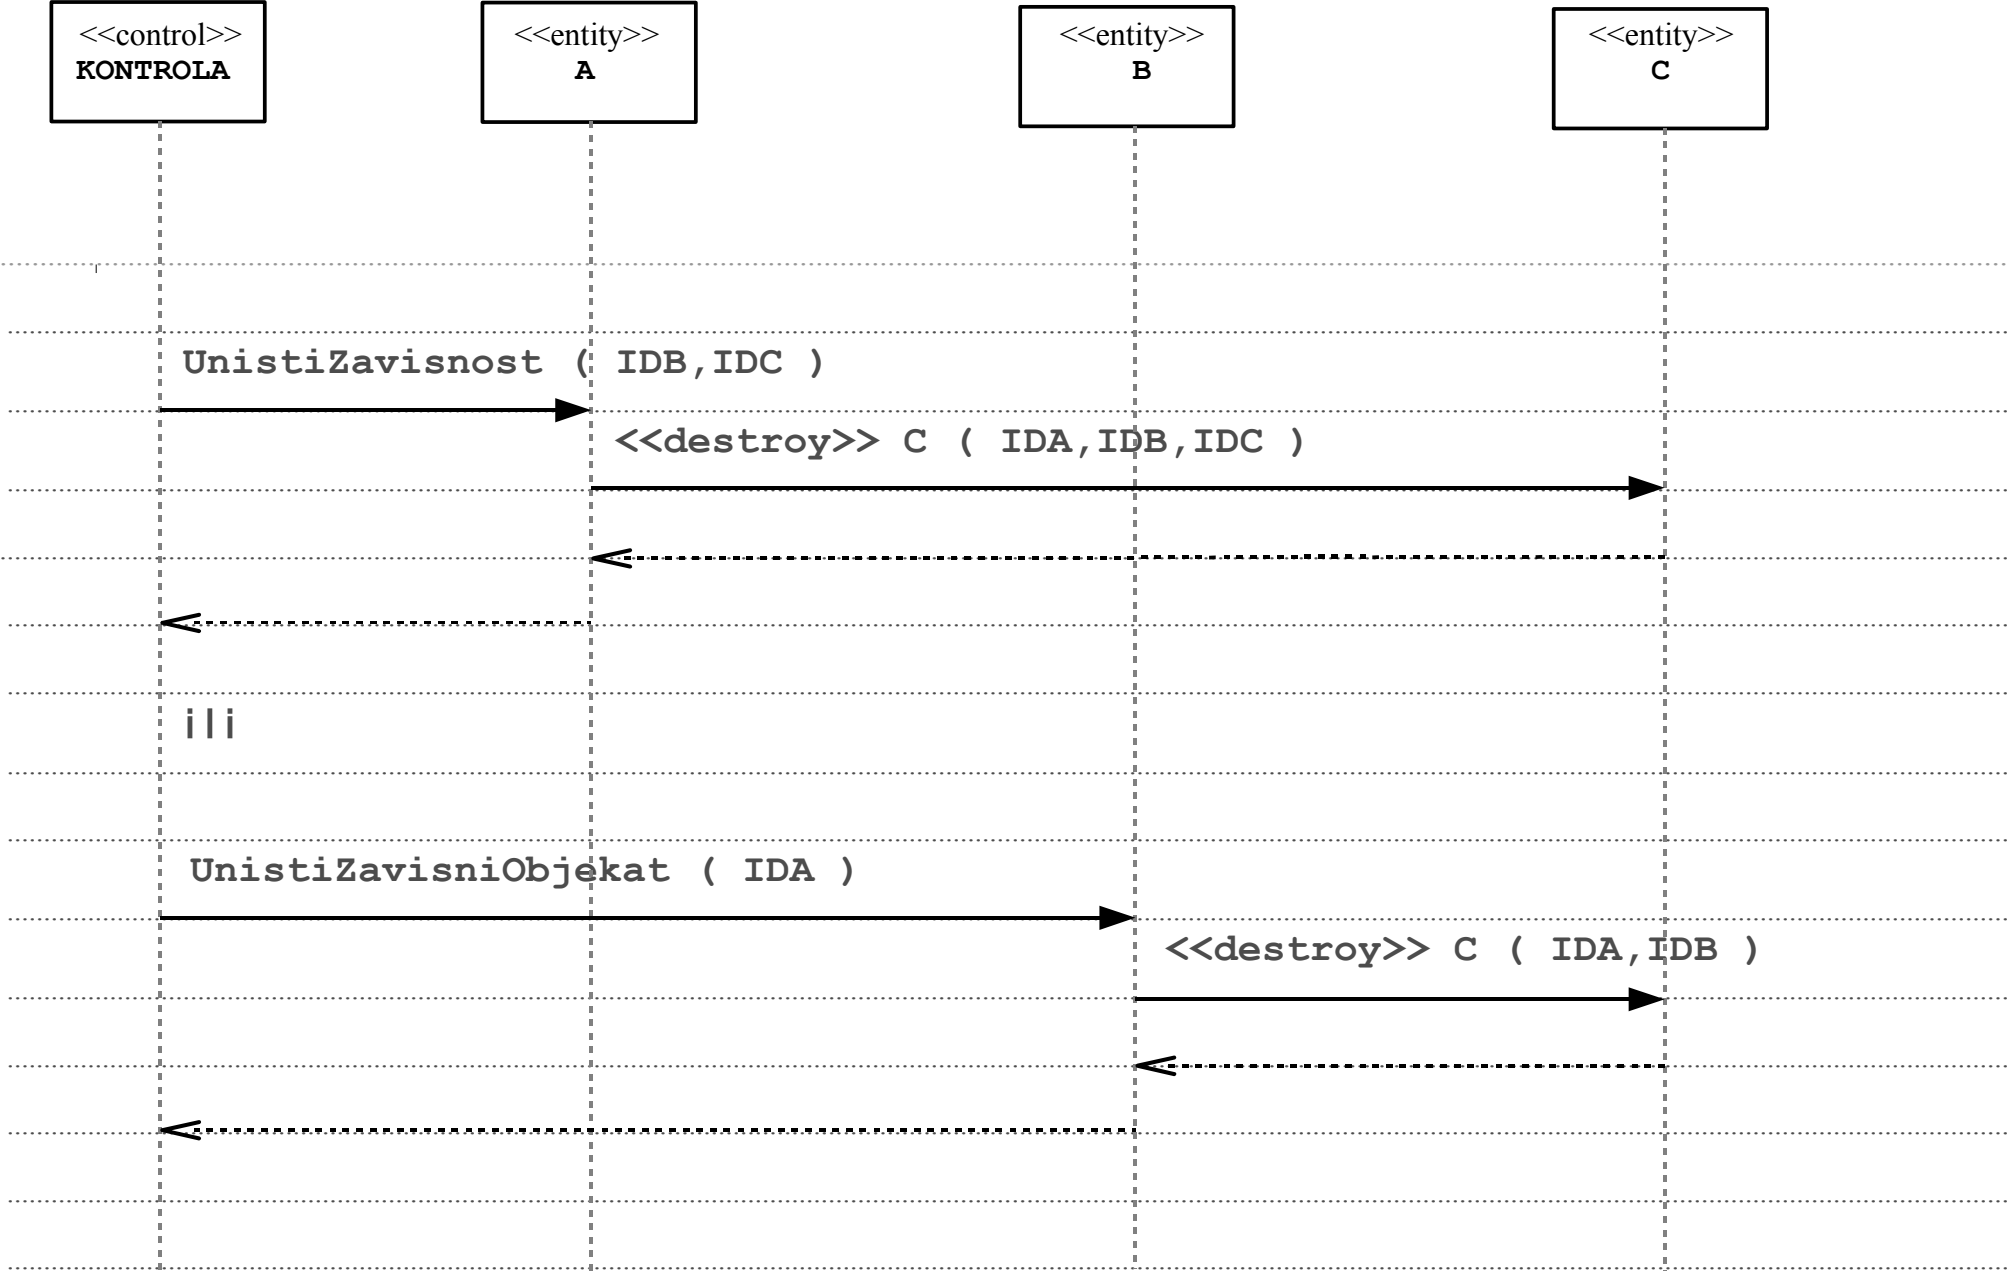 <<control>>
KONTROLA
<<entity>>
A
<<entity>>
B
<<entity>>
C
UnistiZavisnost ( IDB,IDC )
<<destroy>> C ( IDA,IDB,IDC )
ili
UnistiZavisniObjekat ( IDA )
<<destroy>> C ( IDA,IDB )